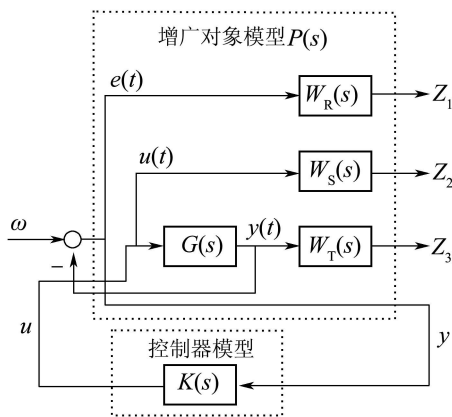 增广对象模型P(s)
e(t)
W_R(s)
Z_1
u(t)
W_S(s)
Z_2
ω
y(t)
G(s)
W_T(s)
Z_3
−
u
y
控制器模型
K(s)